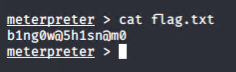 meterpreter > cat flag.txt
b1ng0w@5h1sn@m0
meterpreter >